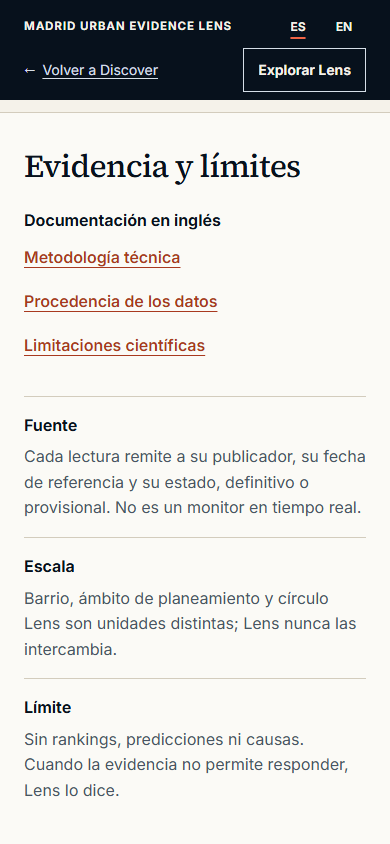 MADRID URBAN EVIDENCE LENS
ES EN
← Volver a Discover
Explorar Lens
Evidencia y límites
Documentación en inglés
Metodología técnica
Procedencia de los datos
Limitaciones científicas
Fuente
Cada lectura remite a su publicador, su fecha
de referencia y su estado, definitivo o
provisional. No es un monitor en tiempo real.
Escala
Barrio, ámbito de planeamiento y círculo
Lens son unidades distintas; Lens nunca las
intercambia.
Límite
Sin rankings, predicciones ni causas.
Cuando la evidencia no permite responder,
Lens lo dice.